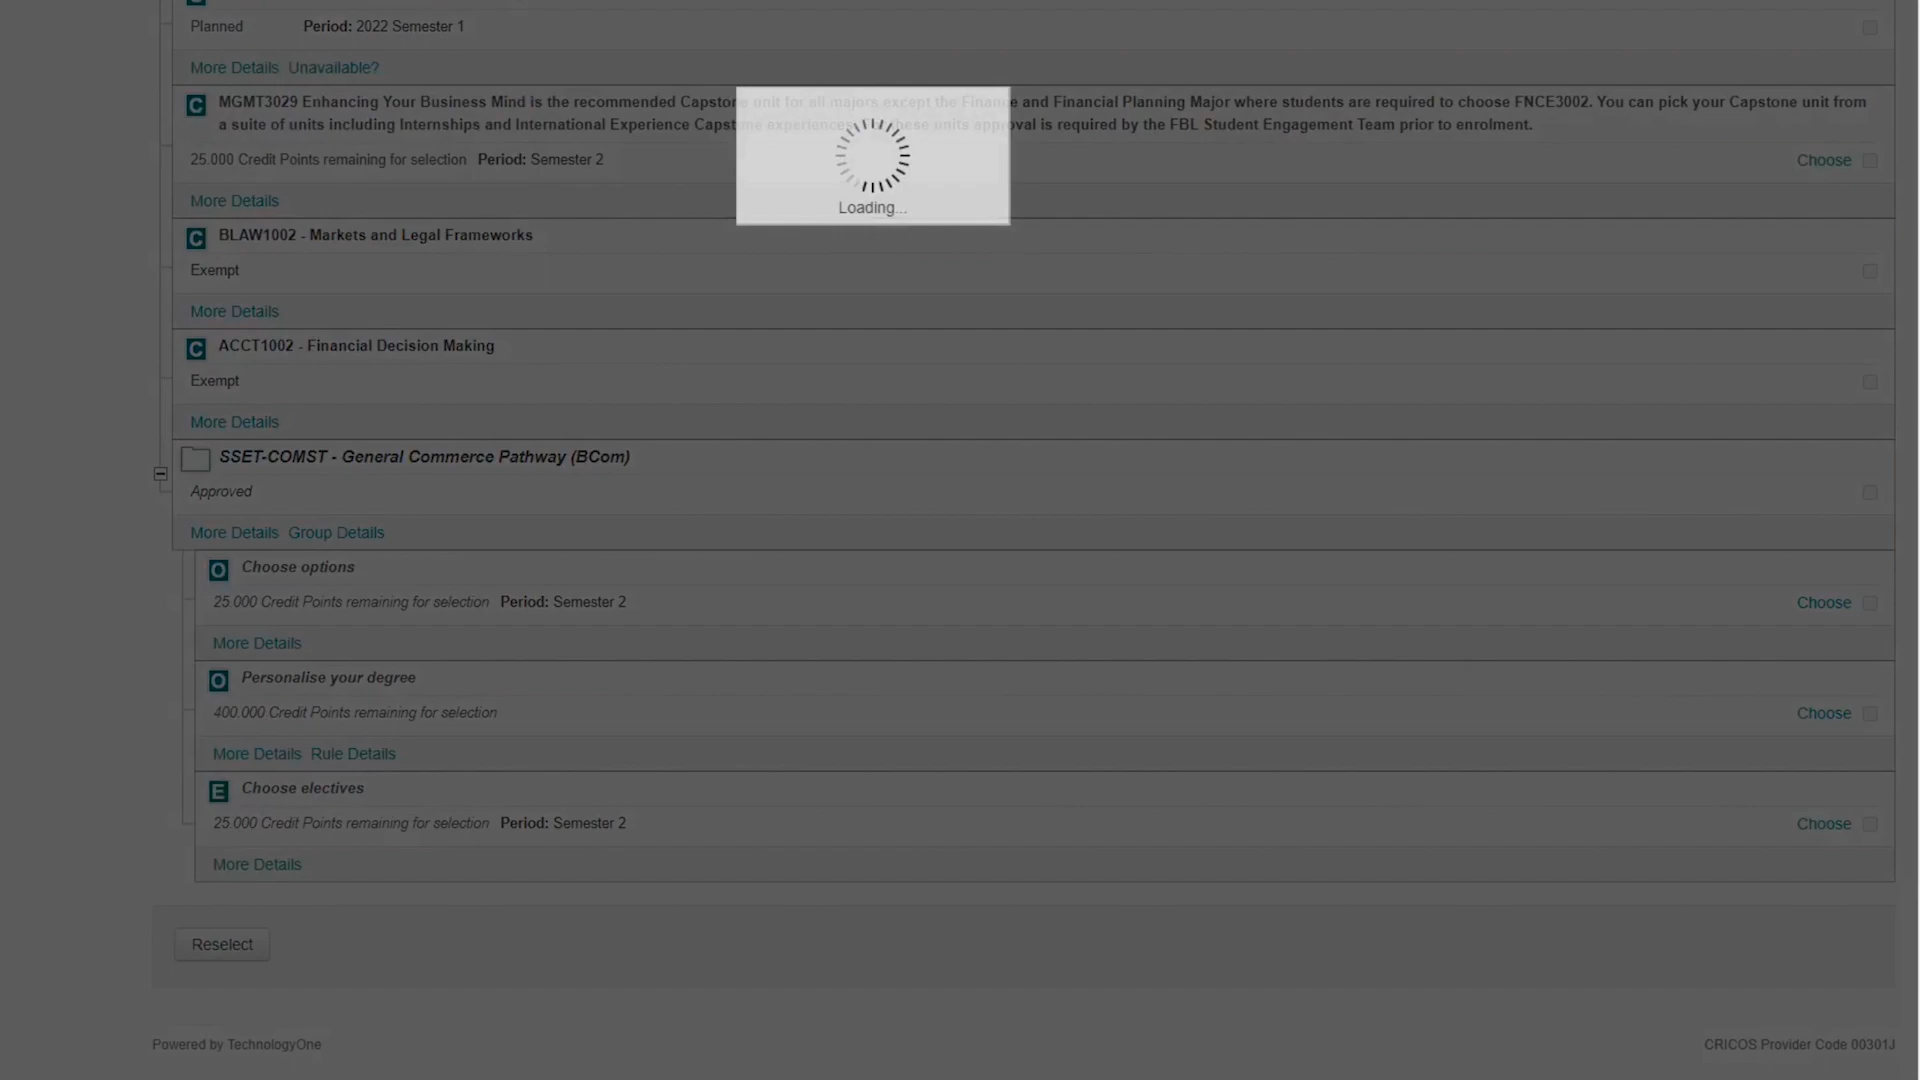 Planned Period: 2022 Semester 1
More Details Unavailable?
C MGMT3029 Enhancing Your Business Mind is the recommended Capstone unit for all majors except the Finance and Financial Planning Major where students are required to choose FNCE3002. You can pick your Capstone unit from
a suite of units including Internships and International Experience Capstone experiences. these units approval is required by the FBL Student Engagement Team prior to enrolment.
25.000 Credit Points remaining for selection Period: Semester 2 Choose
Loading...
More Details
C BLAW1002 - Markets and Legal Frameworks
Exempt
More Details
C ACCT1002 - Financial Decision Making
Exempt
More Details
SSET-COMST - General Commerce Pathway (BCom)
Approved
More Details Group Details
O Choose options
25.000 Credit Points remaining for selection Period: Semester 2 Choose
More Details
O Personalise your degree
400.000 Credit Points remaining for selection Choose
More Details Rule Details
E Choose electives
25.000 Credit Points remaining for selection Period: Semester 2 Choose
More Details
Reselect
Powered by TechnologyOne CRICOS Provider Code 00301J